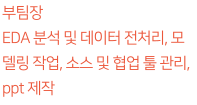 부팀장
EDA 분석 및 데이터 전처리, 모
델링 작업, 소스 및 협업 툴 관리,
ppt 제작